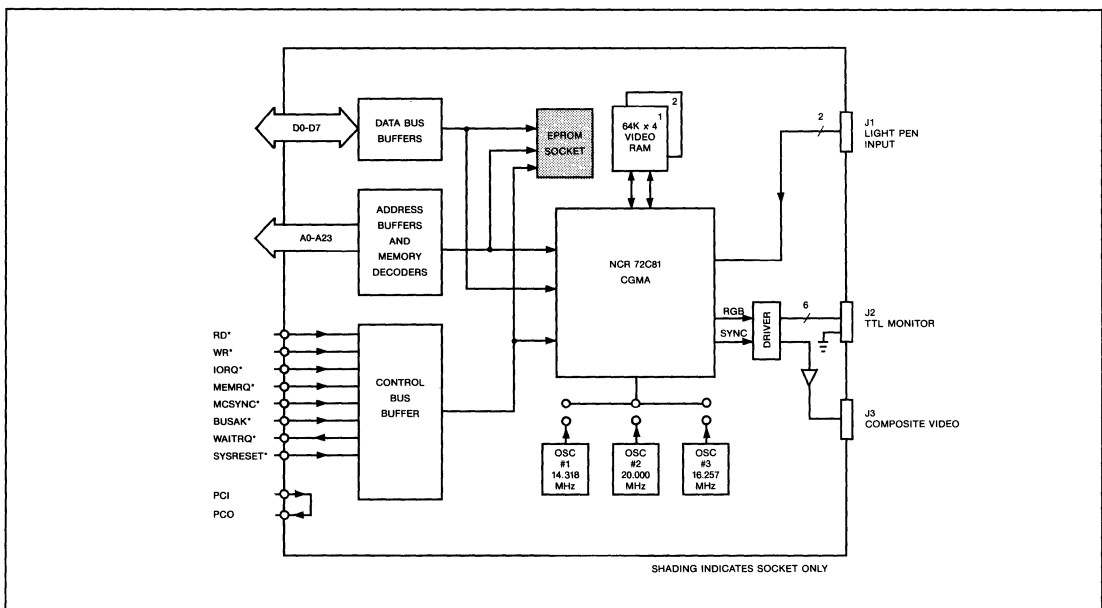 D0-D7
DATA BUS
BUFFERS
EPROM
SOCKET
2
1
64K x 4
VIDEO
RAM
2
J1
LIGHT PEN
INPUT
A0-A23
ADDRESS
BUFFERS
AND
MEMORY
DECODERS
NCR 72C81
CGMA
RGB
SYNC
DRIVER
6
J2
TTL MONITOR
J3
COMPOSITE VIDEO
RD*
WR*
IORQ*
MEMRQ*
MCSYNC*
BUSAK*
WAITRQ*
SYSRESET*
CONTROL
BUS
BUFFER
PCI
PCO
OSC
#1
14.318
MHz
OSC
#2
20.000
MHz
OSC
#3
16.257
MHz
SHADING INDICATES SOCKET ONLY